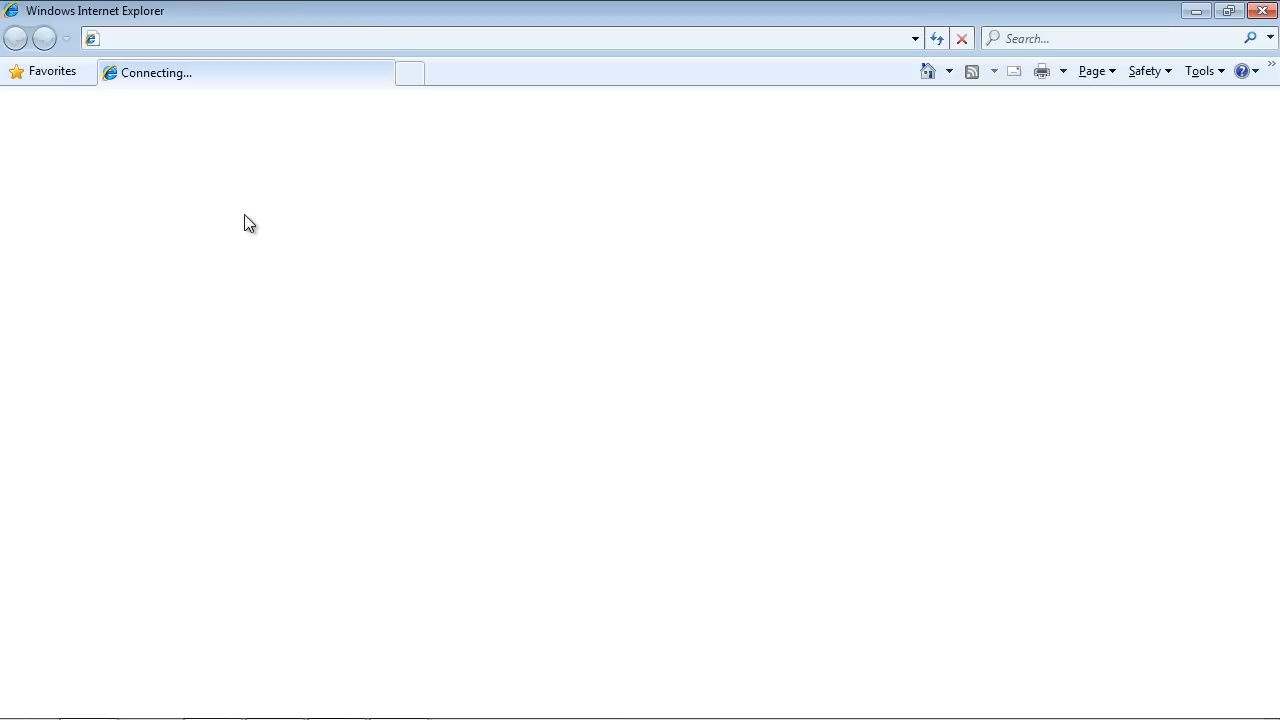 Windows Internet Explorer
Search...
Favorites
Connecting...
Page
Safety
Tools